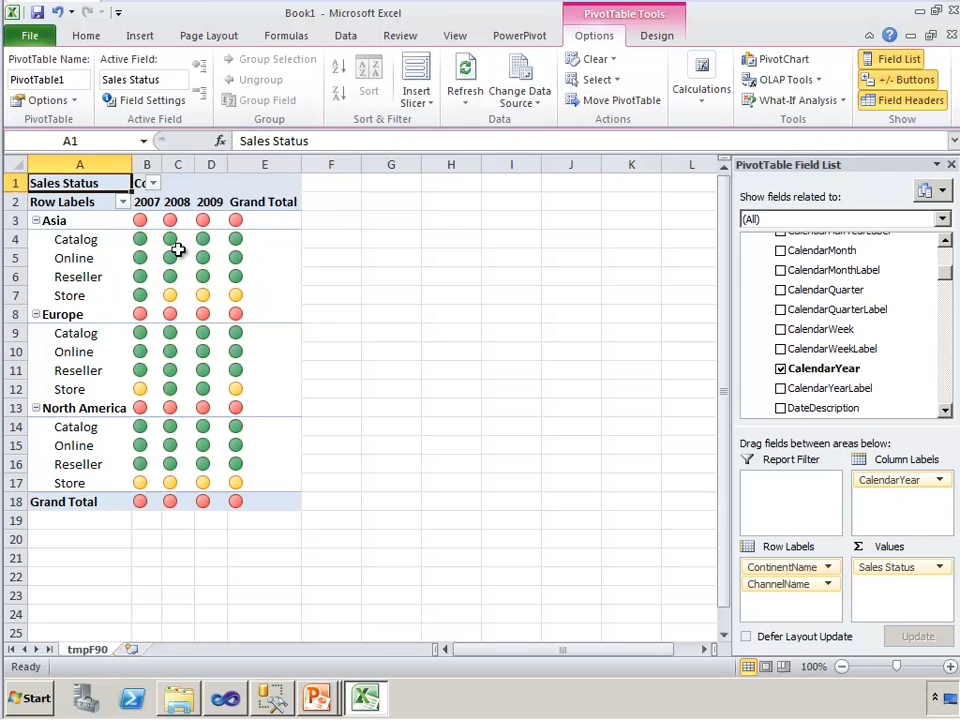 Book1 - Microsoft Excel
PivotTable Tools
File Home Insert Page Layout Formulas Data Review View PowerPivot Options Design
PivotTable Name:
PivotTable1
Options
PivotTable
Active Field:
Sales Status
Field Settings
Active Field
Group Selection
Ungroup
Group Field
Group
Sort
Insert Slicer
Sort & Filter
Refresh
Change Data Source
Data
Clear
Select
Move PivotTable
Actions
Calculations
PivotChart
OLAP Tools
What-If Analysis
Tools
Field List
+/- Buttons
Field Headers
Show
A1
fx
Sales Status
A B C D E F G H I J K L
1 Sales Status Co
2 Row Labels 2007 2008 2009 Grand Total
3 Asia
4 Catalog
5 Online
6 Reseller
7 Store
8 Europe
9 Catalog
10 Online
11 Reseller
12 Store
13 North America
14 Catalog
15 Online
16 Reseller
17 Store
18 Grand Total
19
20
21
22
23
24
25
tmpF90
PivotTable Field List
Show fields related to:
(All)
CalendarMonth
CalendarMonthLabel
CalendarQuarter
CalendarQuarterLabel
CalendarWeek
CalendarWeekLabel
CalendarYear
CalendarYearLabel
DateDescription
Drag fields between areas below:
Report Filter
Column Labels
CalendarYear
Row Labels
ContinentName
ChannelName
Σ Values
Sales Status
Defer Layout Update
Update
Ready
100%
Start